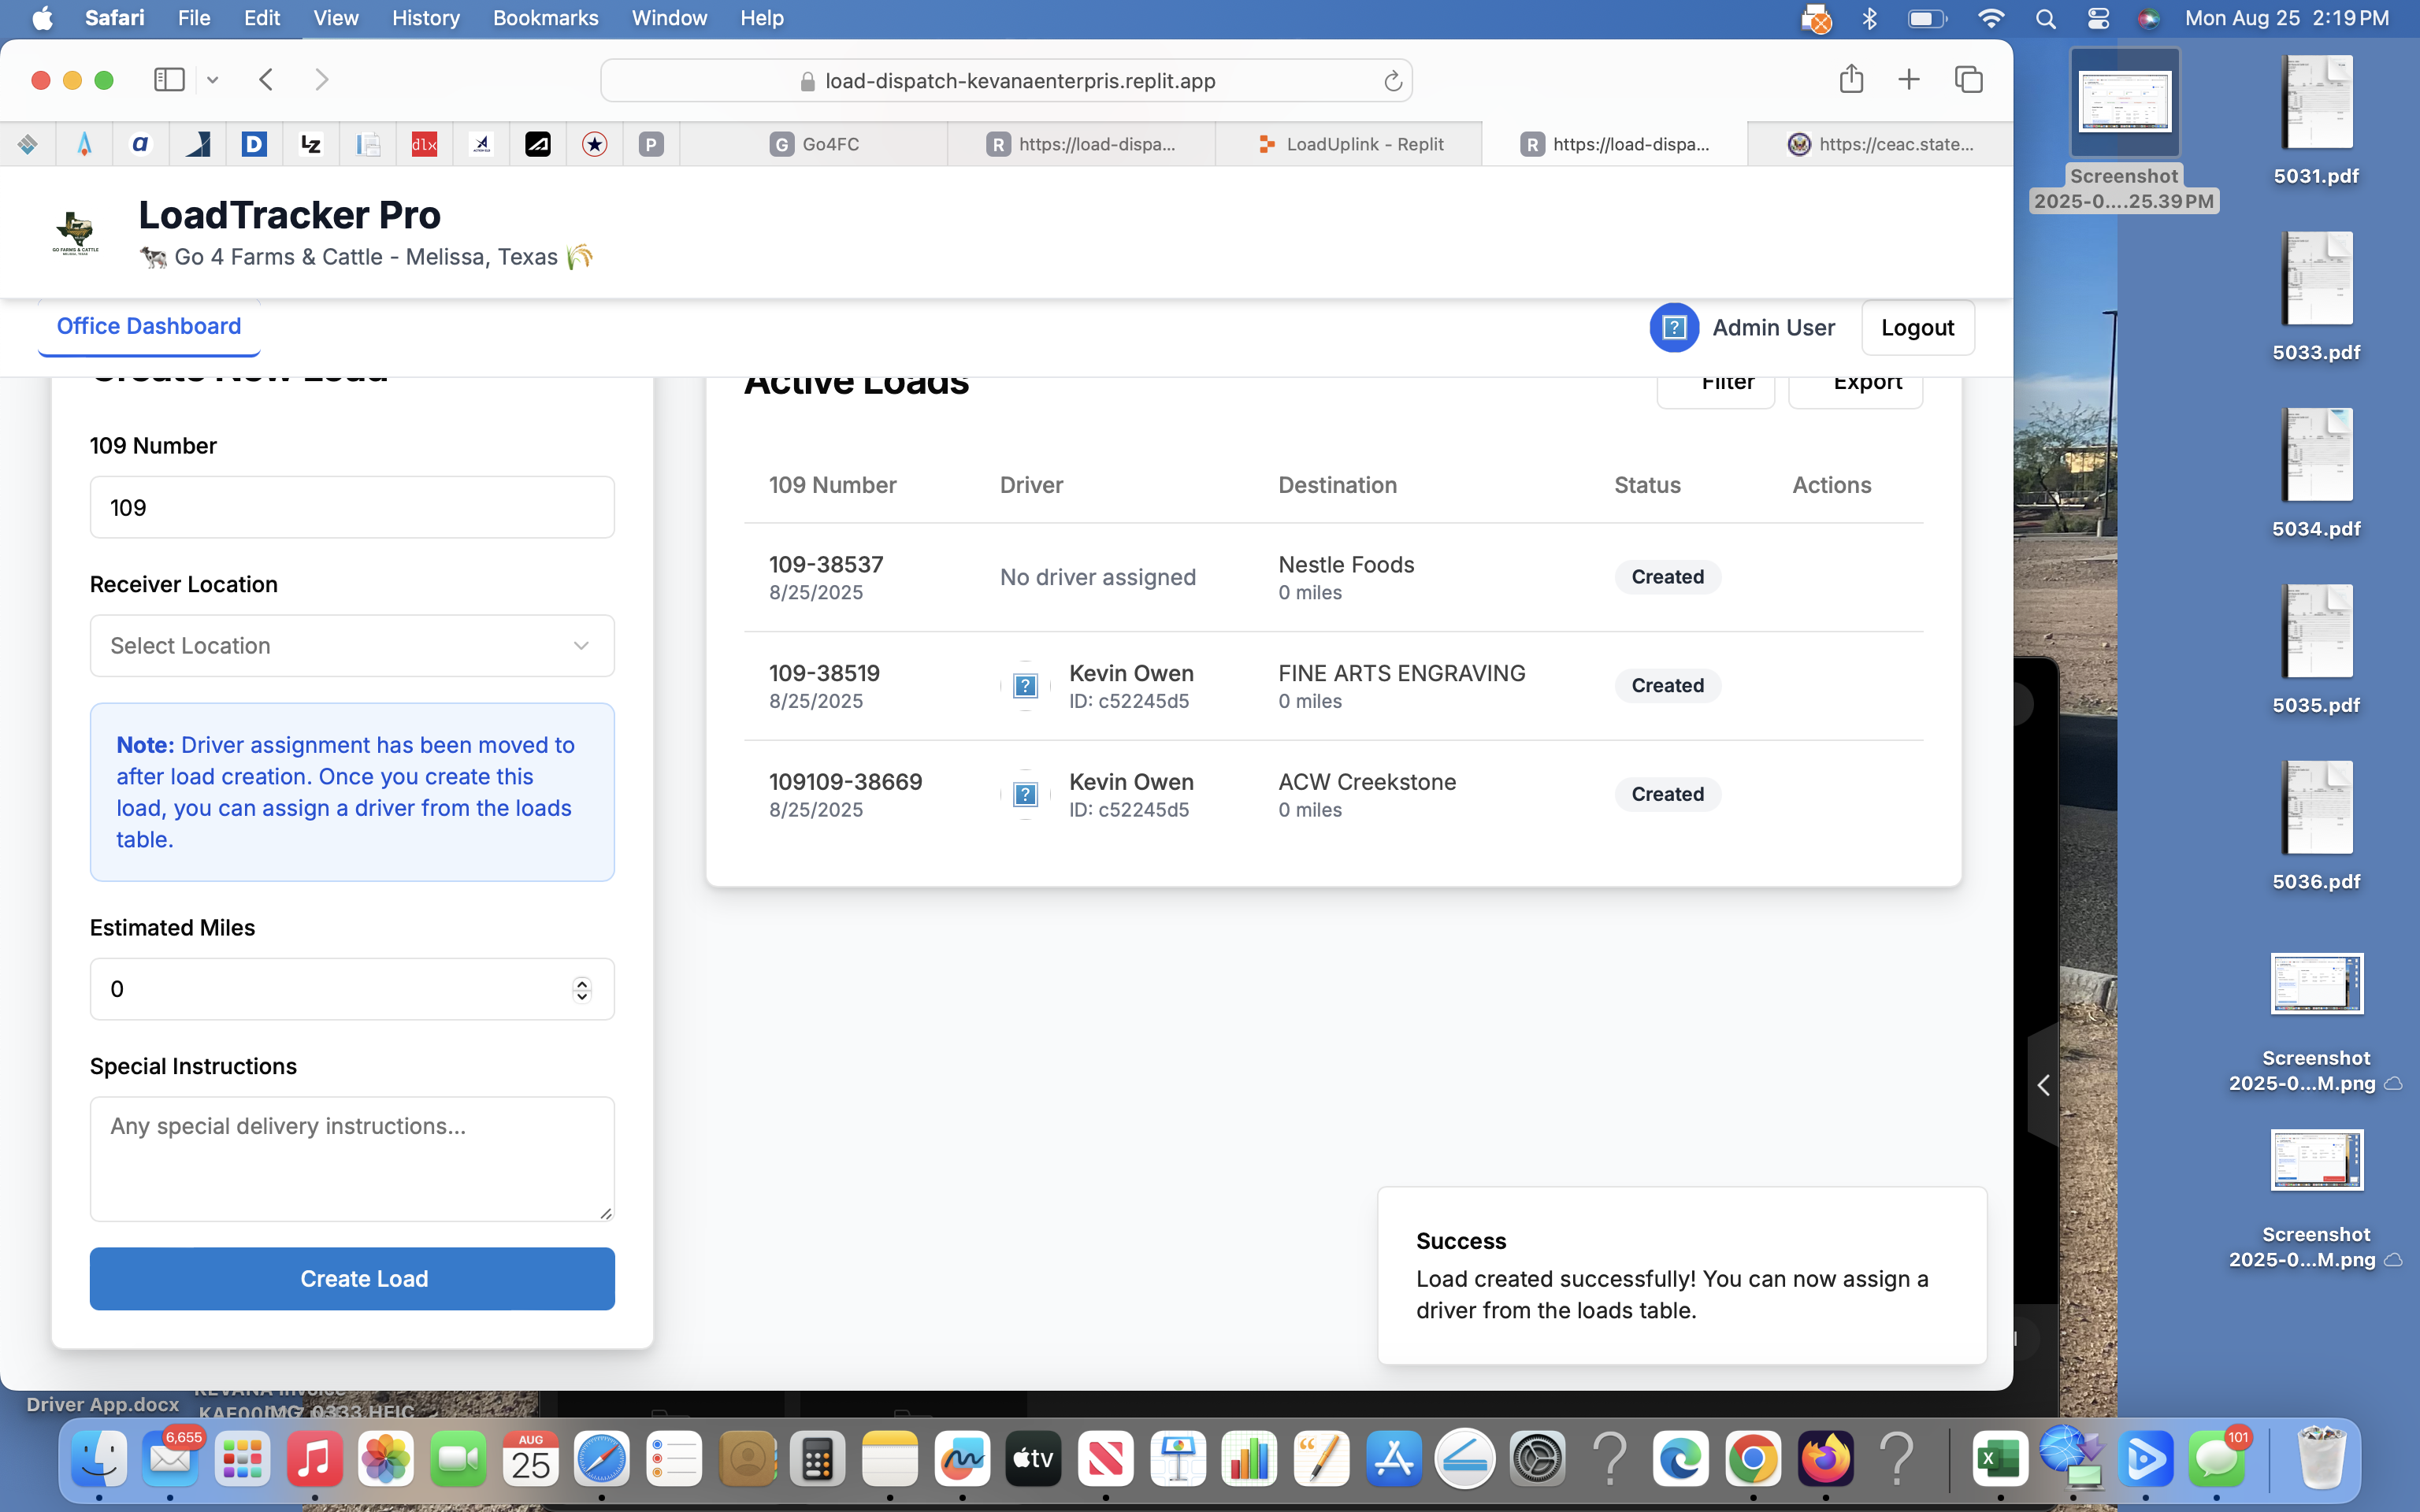 Safari File Edit View History Bookmarks Window Help
Mon Aug 25 2:19 PM
load-dispatch-kevanaenterpris.replit.app
a D LZ dlx P
G Go4FC
R https://load-dispa...
LoadUplink - Replit
R https://load-dispa...
https://ceac.state...
LoadTracker Pro
GO FARMS & CATTLE
🐄 Go 4 Farms & Cattle - Melissa, Texas 🌾
Office Dashboard
Admin User
Logout
Create New Load
109 Number
109
Receiver Location
Select Location
Note: Driver assignment has been moved to
after load creation. Once you create this
load, you can assign a driver from the loads
table.
Estimated Miles
0
Special Instructions
Any special delivery instructions...
Create Load
Active Loads
Filter
Export
109 Number Driver Destination Status Actions
109-38537 No driver assigned Nestle Foods Created
8/25/2025 0 miles
109-38519 Kevin Owen FINE ARTS ENGRAVING Created
8/25/2025 ID: c52245d5 0 miles
109109-38669 Kevin Owen ACW Creekstone Created
8/25/2025 ID: c52245d5 0 miles
Success
Load created successfully! You can now assign a
driver from the loads table.
Screenshot
2025-0....25.39 PM
5031.pdf
5033.pdf
5034.pdf
5035.pdf
5036.pdf
Screenshot
2025-0...M.png
Screenshot
2025-0...M.png
Driver App.docx
KEVANA Invoice
6,655
AUG
25
tv
101